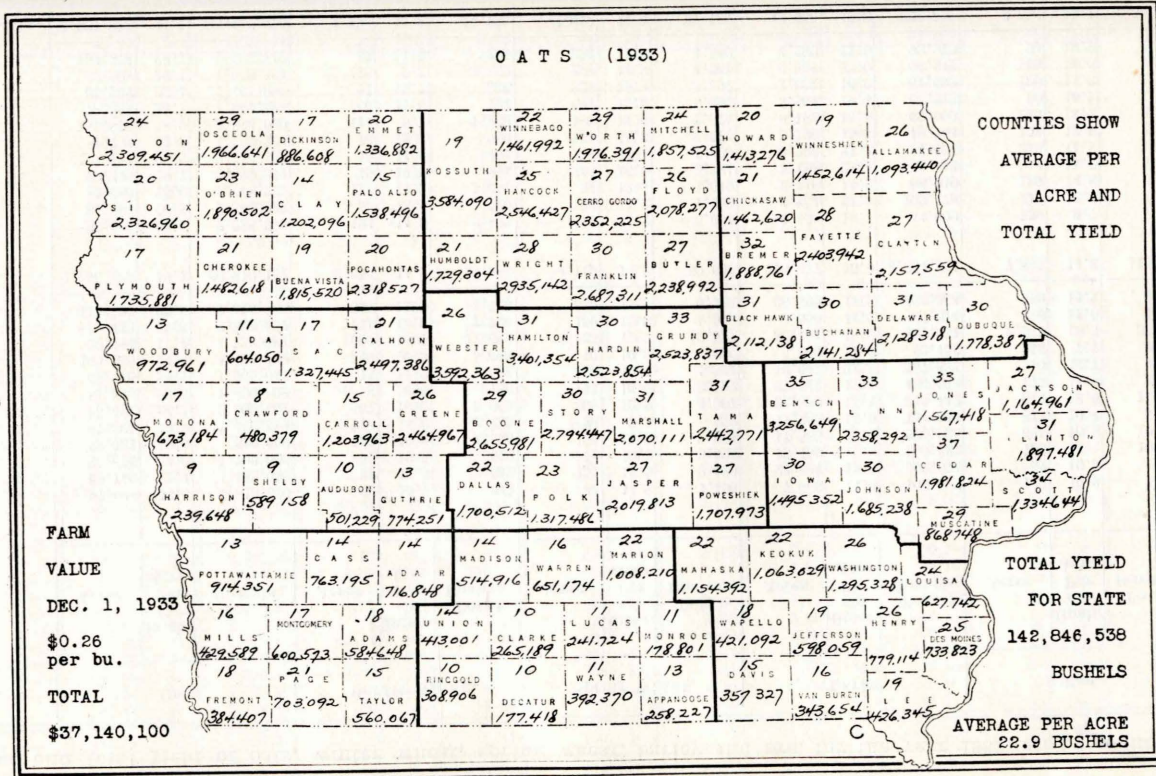 OATS (1933)
COUNTIES SHOW
AVERAGE PER
ACRE AND
TOTAL YIELD
24 LYON 2,309,451
29 OSCEOLA 1,966,641
17 DICKINSON 886,608
20 EMMET 1,336,882
19 KOSSUTH 3,584,090
22 WINNEBAGO 1,461,992
29 WORTH 1,976,391
24 MITCHELL 1,857,525
20 HOWARD 1,413,276
19 WINNESHIEK 1,452,614
26 ALLAMAKEE 1,093,440
20 SIOUX 2,326,960
23 O'BRIEN 1,890,502
14 CLAY 1,202,096
15 PALO ALTO 1,538,496
25 HANCOCK 2,546,427
27 CERRO GORDO 2,352,225
26 FLOYD 2,078,277
21 CHICKASAW 1,462,620
28 FAYETTE 2,403,942
27 CLAYTON 2,157,559
17 PLYMOUTH 1,735,881
21 CHEROKEE 1,482,618
19 BUENA VISTA 1,815,520
20 POCAHONTAS 2,318,527
21 HUMBOLDT 1,729,304
28 WRIGHT 2,935,142
30 FRANKLIN 2,687,311
27 BUTLER 2,238,992
32 BREMER 1,888,761
13 WOODBURY 972,961
11 IDA 604,050
17 SAC 1,327,445
21 CALHOUN 2,497,386
26 WEBSTER 3,592,363
31 HAMILTON 3,401,354
30 HARDIN 2,523,854
33 GRUNDY 2,523,837
31 BLACK HAWK 2,112,138
30 BUCHANAN 2,141,284
31 DELAWARE 2,128,318
30 DUBUQUE 1,778,387
17 MONONA 1,673,184
8 CRAWFORD 480,379
15 CARROLL 1,203,963
26 GREENE 2,464,967
29 BOONE 2,655,981
30 STORY 2,794,447
31 MARSHALL 2,070,111
31 TAMA 2,442,771
35 BENTON 3,256,649
33 LINN 2,358,292
33 JONES 1,567,418
27 JACKSON 1,164,961
31 CLINTON 1,897,481
9 HARRISON 239,648
9 SHELBY 589,158
10 AUDUBON 501,229
13 GUTHRIE 774,251
22 DALLAS 1,700,512
23 POLK 1,317,486
27 JASPER 2,019,813
27 POWESHIEK 1,707,973
30 IOWA 1,495,352
30 JOHNSON 1,685,238
37 CEDAR 1,981,824
34 SCOTT 1,334,644
29 MUSCATINE 868,748
13 POTTAWATTAMIE 914,351
14 CASS 763,195
14 ADAIR 716,848
14 MADISON 514,916
16 WARREN 651,174
22 MARION 1,008,210
22 MAHASKA 1,154,392
22 KEOKUK 1,063,029
26 WASHINGTON 1,295,328
24 LOUISA 627,742
16 MILLS 429,589
17 MONTGOMERY 600,573
18 ADAMS 584,648
14 UNION 413,001
10 CLARKE 265,189
11 LUCAS 241,724
11 MONROE 178,801
18 WAPELLO 421,092
19 JEFFERSON 598,059
26 HENRY 779,114
25 DES MOINES 733,823
18 FREMONT 384,407
21 PAGE 703,092
15 TAYLOR 560,067
10 RINGGOLD 308,906
10 DECATUR 177,418
11 WAYNE 392,370
13 APPANOOSE 258,227
15 DAVIS 357,327
16 VAN BUREN 343,654
19 LEE 426,345
C
FARM
VALUE
DEC. 1, 1933
$0.26
per bu.
TOTAL
$37,140,100
TOTAL YIELD
FOR STATE
142,846,538
BUSHELS
AVERAGE PER ACRE
22.9 BUSHELS